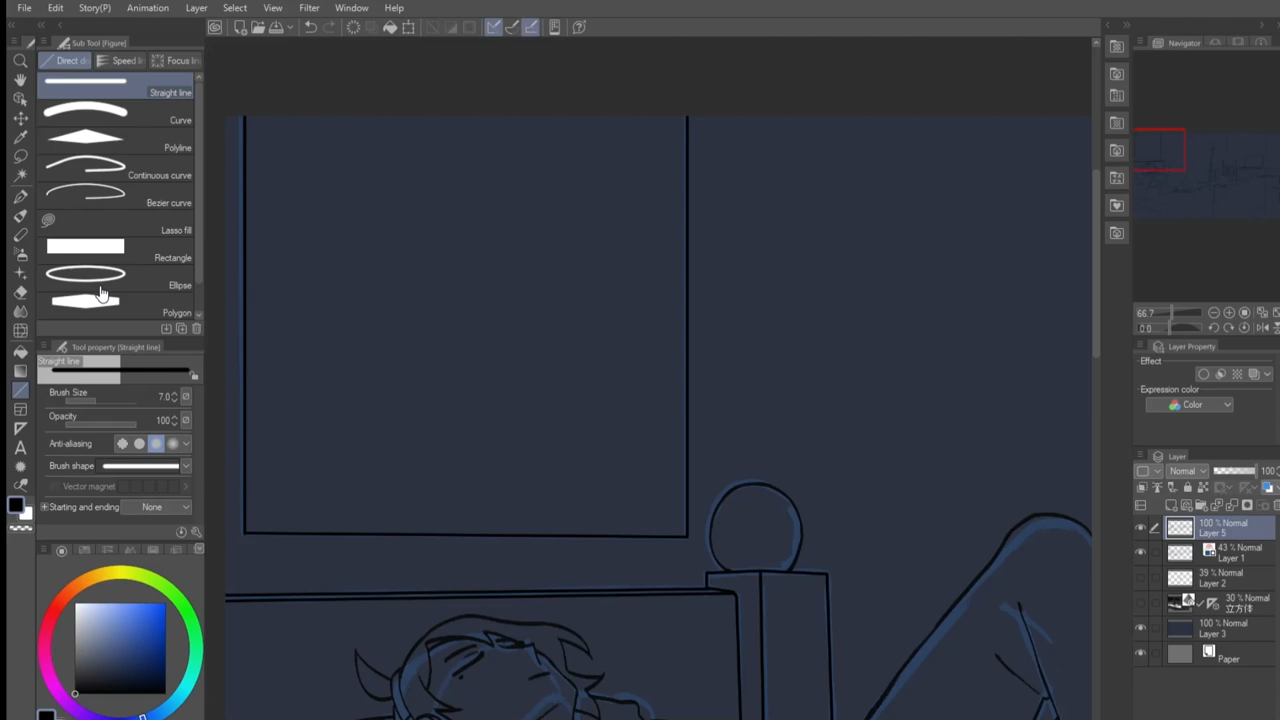 File Edit Story(P) Animation Layer Select View Filter Window Help
Sub Tool [Figure]
Direct d Speed li Focus lin
Straight line
Curve
Polyline
Continuous curve
Bezier curve
Lasso fill
Rectangle
Ellipse
Polygon
Tool property [Straight line]
Straight line
Brush Size 7.0
Opacity 100
Anti-aliasing
Brush shape
Vector magnet
Starting and ending None
Navigator
66.7
0.0
Layer Property
Effect
Expression color
Color
Layer
Normal 100
100 % Normal
Layer 5
43 % Normal
Layer 1
39 % Normal
Layer 2
30 % Normal
立方体
100 % Normal
Layer 3
Paper